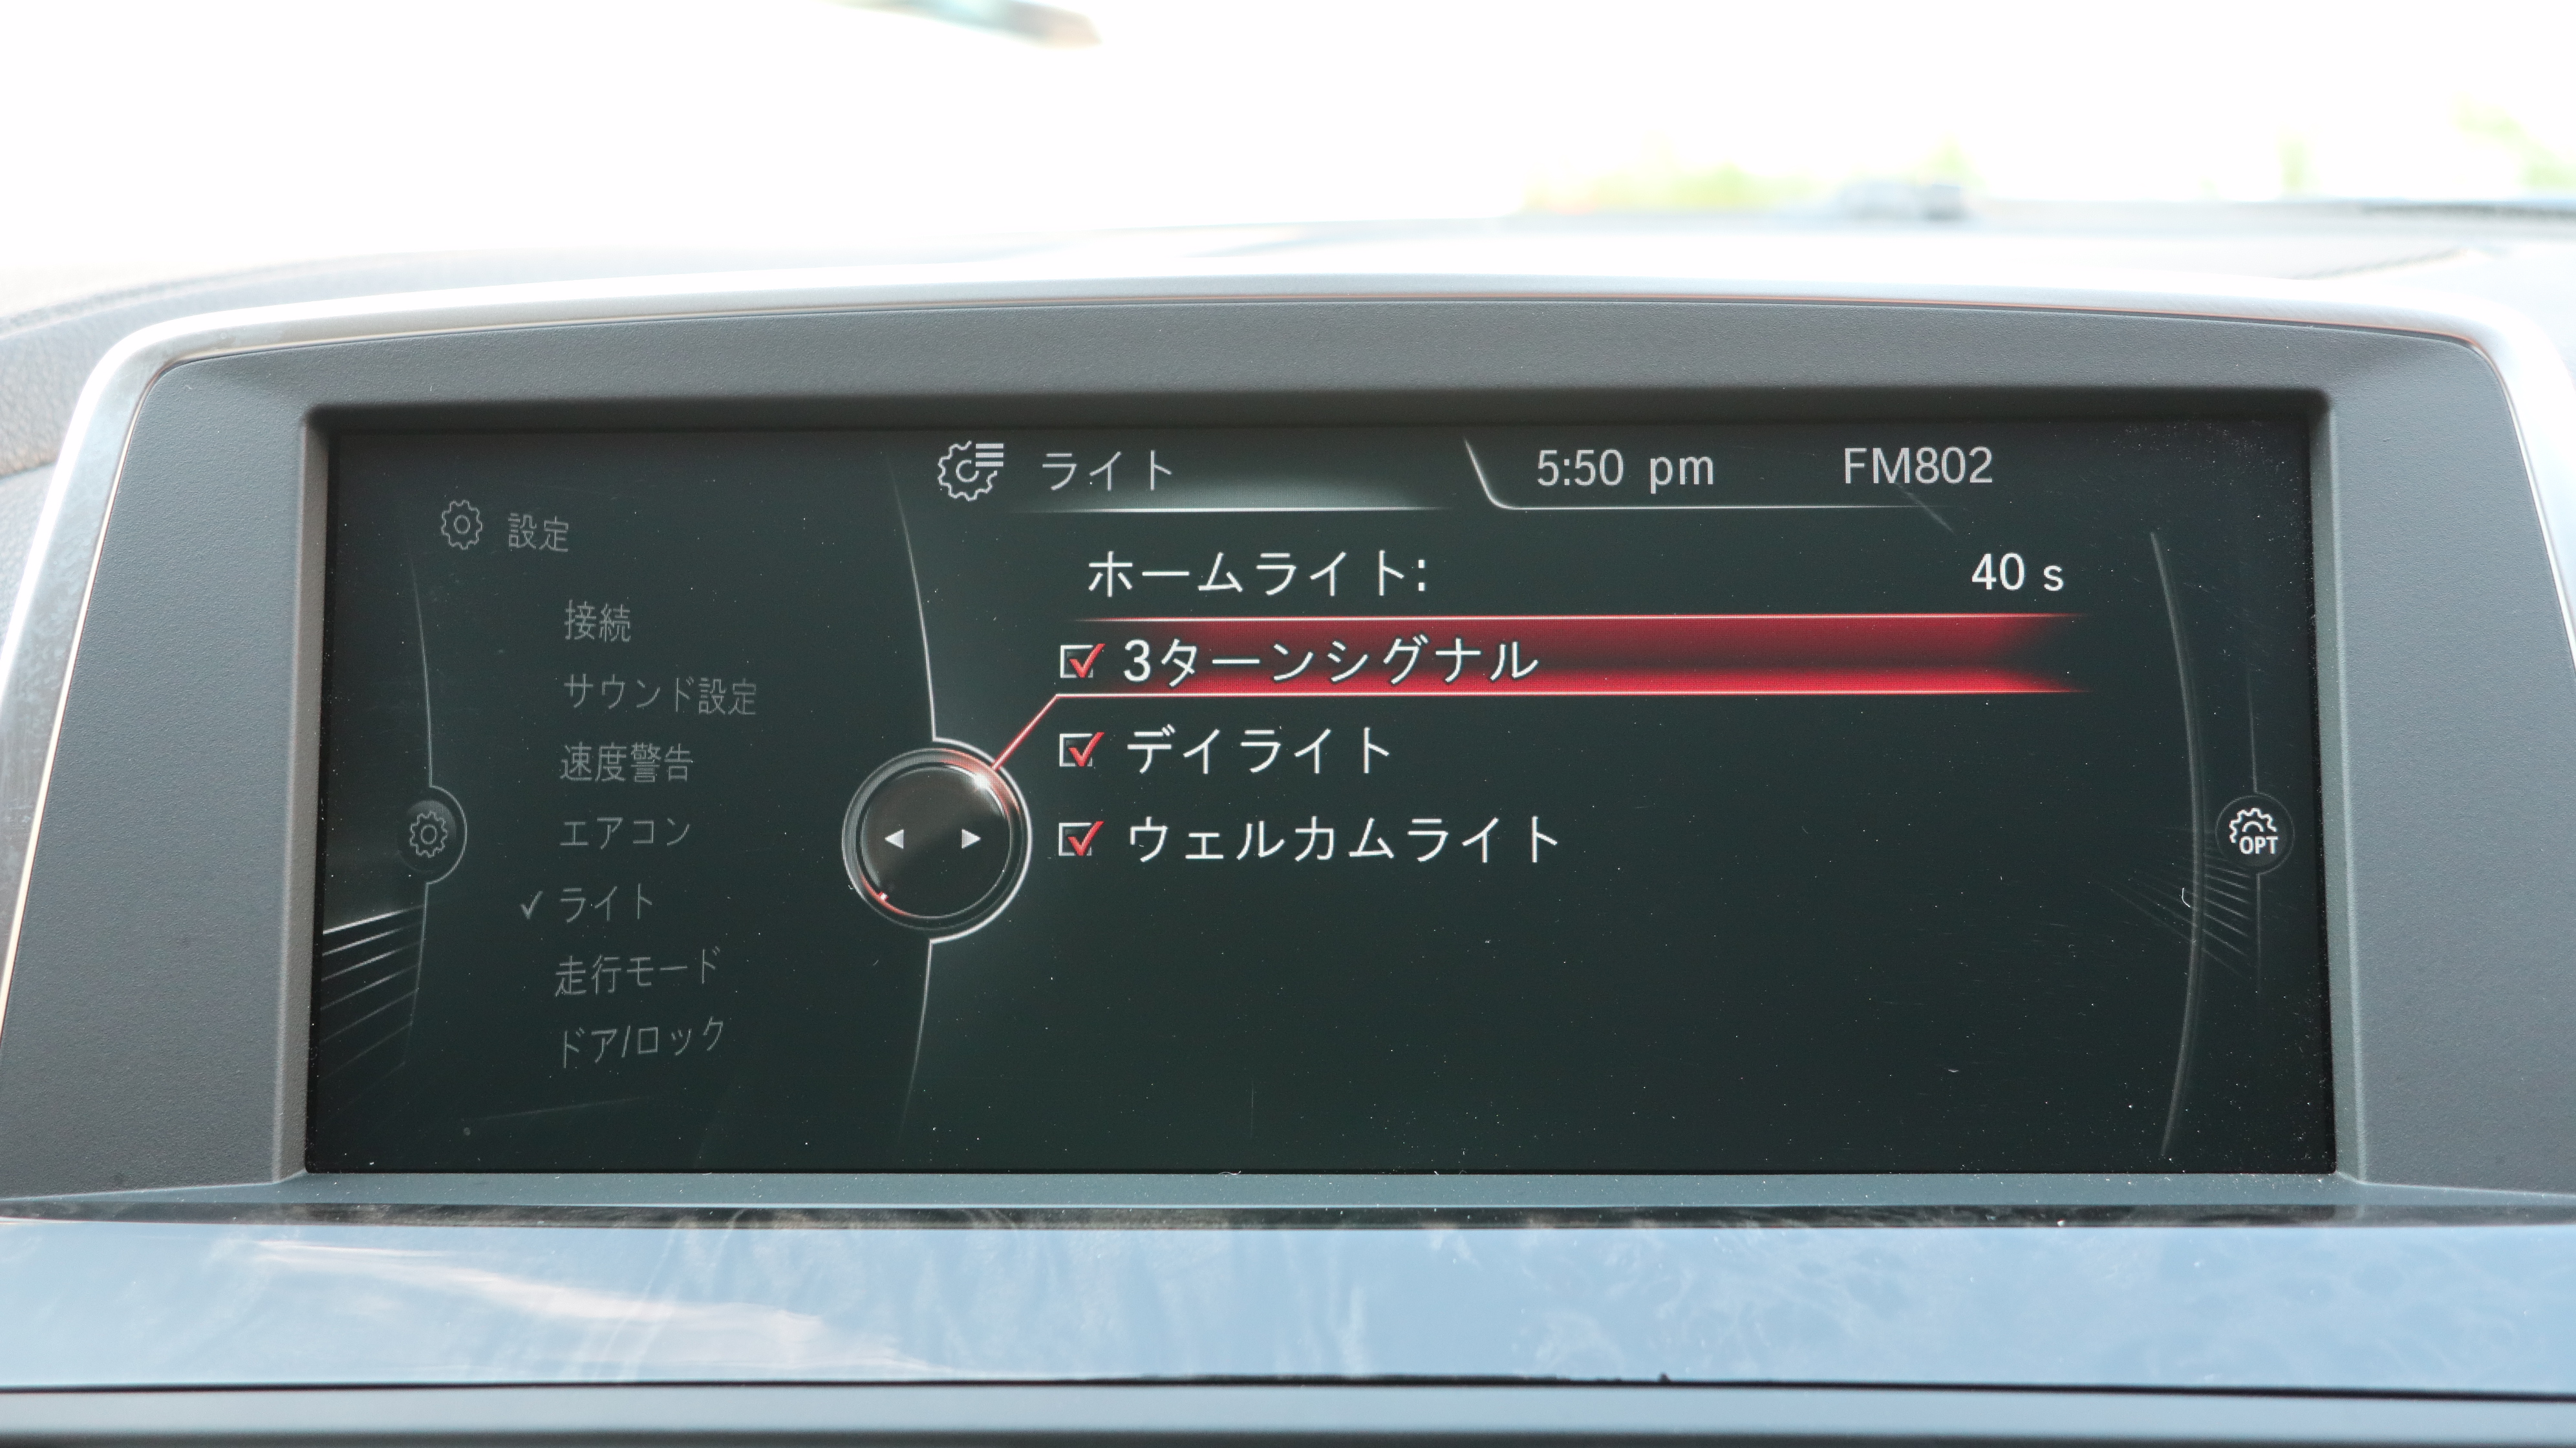 ライト
5:50 pm
FM802
設定
接続
サウンド設定
速度警告
エアコン
ライト
走行モード
ドア/ロック
ホームライト: 40 s
3ターンシグナル
デイライト
ウェルカムライト
OPT